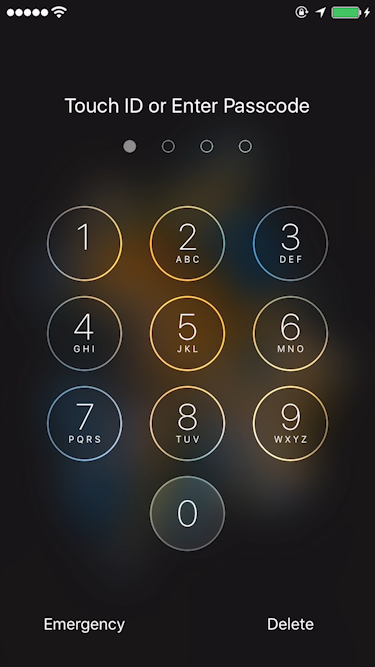 Touch ID or Enter Passcode
1 2 3
ABC DEF
4 5 6
GHI JKL MNO
7 8 9
PQRS TUV WXYZ
0
Emergency Delete